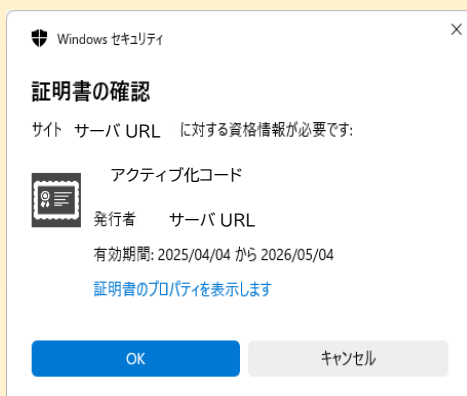 Windows セキュリティ
証明書の確認
サイト サーバ URL に対する資格情報が必要です:
アクティブ化コード
発行者 サーバ URL
有効期間: 2025/04/04 から 2026/05/04
証明書のプロパティを表示します
OK
キャンセル